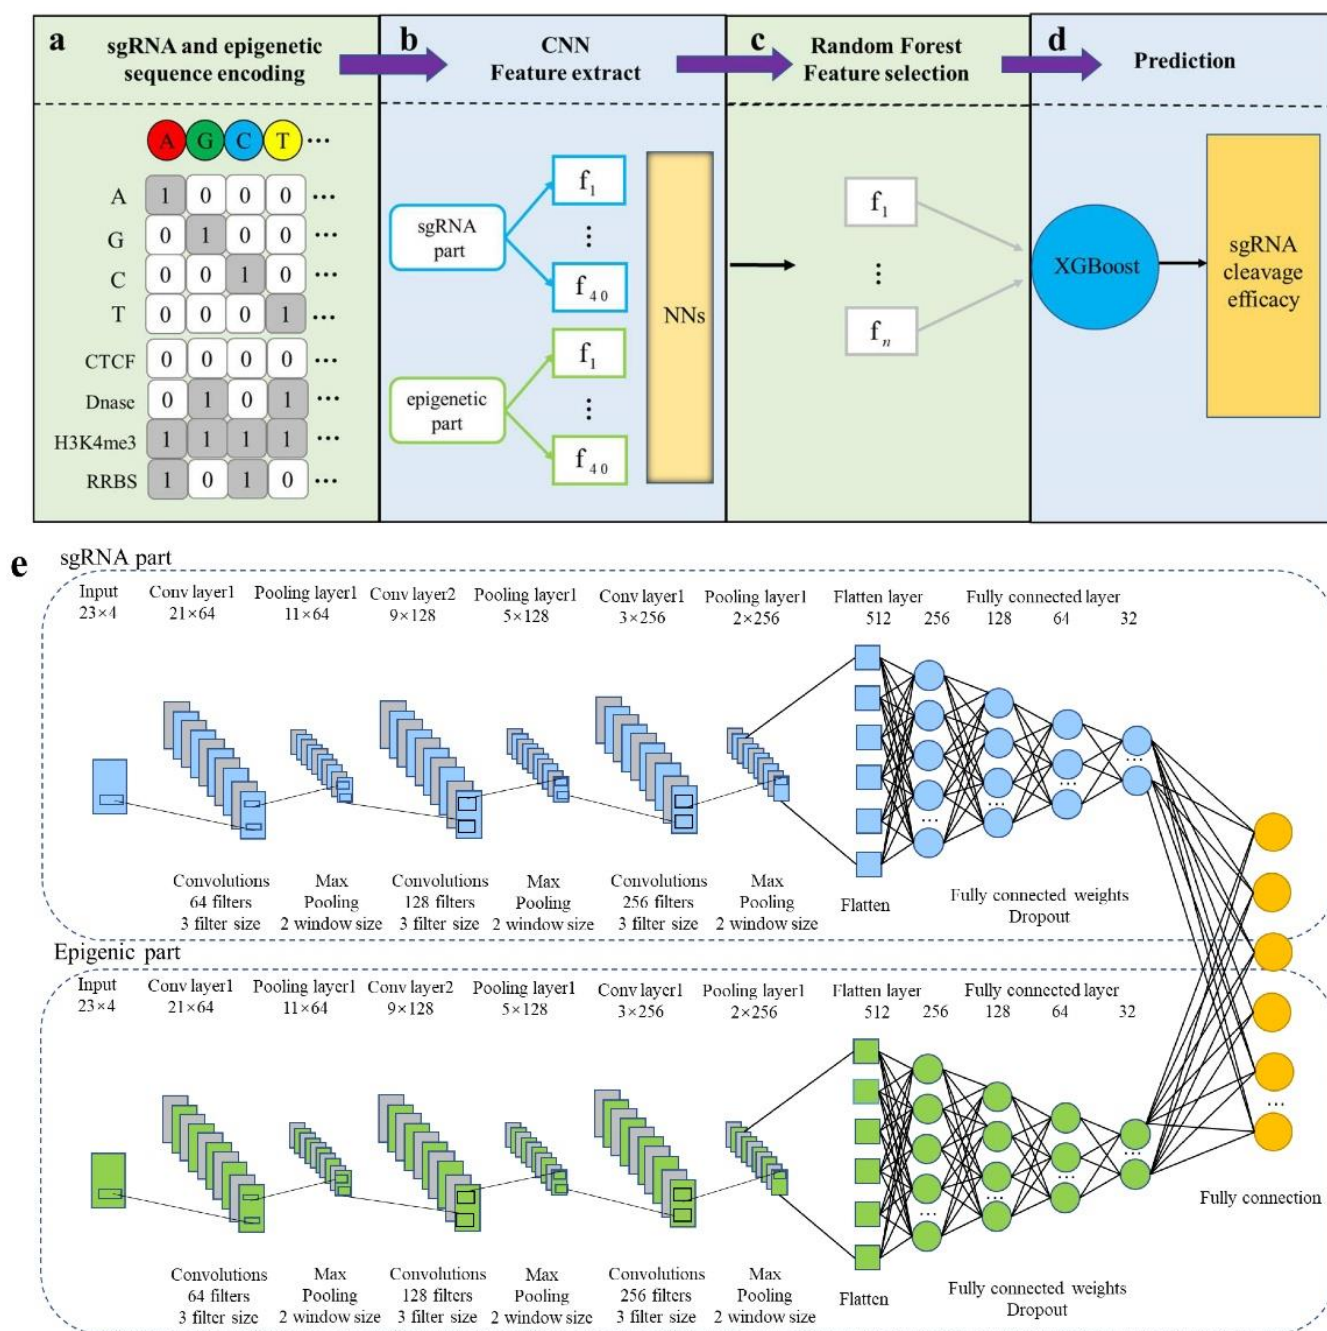 a
sgRNA and epigenetic
sequence encoding
b
CNN
Feature extract
c
Random Forest
Feature selection
d
Prediction
A G C T ...
A 1 0 0 0 ...
G 0 1 0 0 ...
C 0 0 1 0 ...
T 0 0 0 1 ...
CTCF 0 0 0 0 ...
Dnase 0 1 0 1 ...
H3K4me3 1 1 1 1 ...
RRBS 1 0 1 0 ...
sgRNA
part
f1
⋮
f40
epigenetic
part
f1
⋮
f40
NNs
f1
⋮
fn
XGBoost
sgRNA
cleavage
efficacy
e
sgRNA part
Input Conv layer1 Pooling layer1 Conv layer2 Pooling layer1 Conv layer1 Pooling layer1 Flatten layer Fully connected layer
23×4 21×64 11×64 9×128 5×128 3×256 2×256 512 256 128 64 32
... ... ... ...
Convolutions Max Convolutions Max Convolutions Max
64 filters Pooling 128 filters Pooling 256 filters Pooling Flatten Fully connected weights
3 filter size 2 window size 3 filter size 2 window size 3 filter size 2 window size Dropout
Epigenic part
Input Conv layer1 Pooling layer1 Conv layer2 Pooling layer1 Conv layer1 Pooling layer1 Flatten layer Fully connected layer
23×4 21×64 11×64 9×128 5×128 3×256 2×256 512 256 128 64 32
...
... ... ... ...
Fully connection
Convolutions Max Convolutions Max Convolutions Max
64 filters Pooling 128 filters Pooling 256 filters Pooling Flatten Fully connected weights
3 filter size 2 window size 3 filter size 2 window size 3 filter size 2 window size Dropout